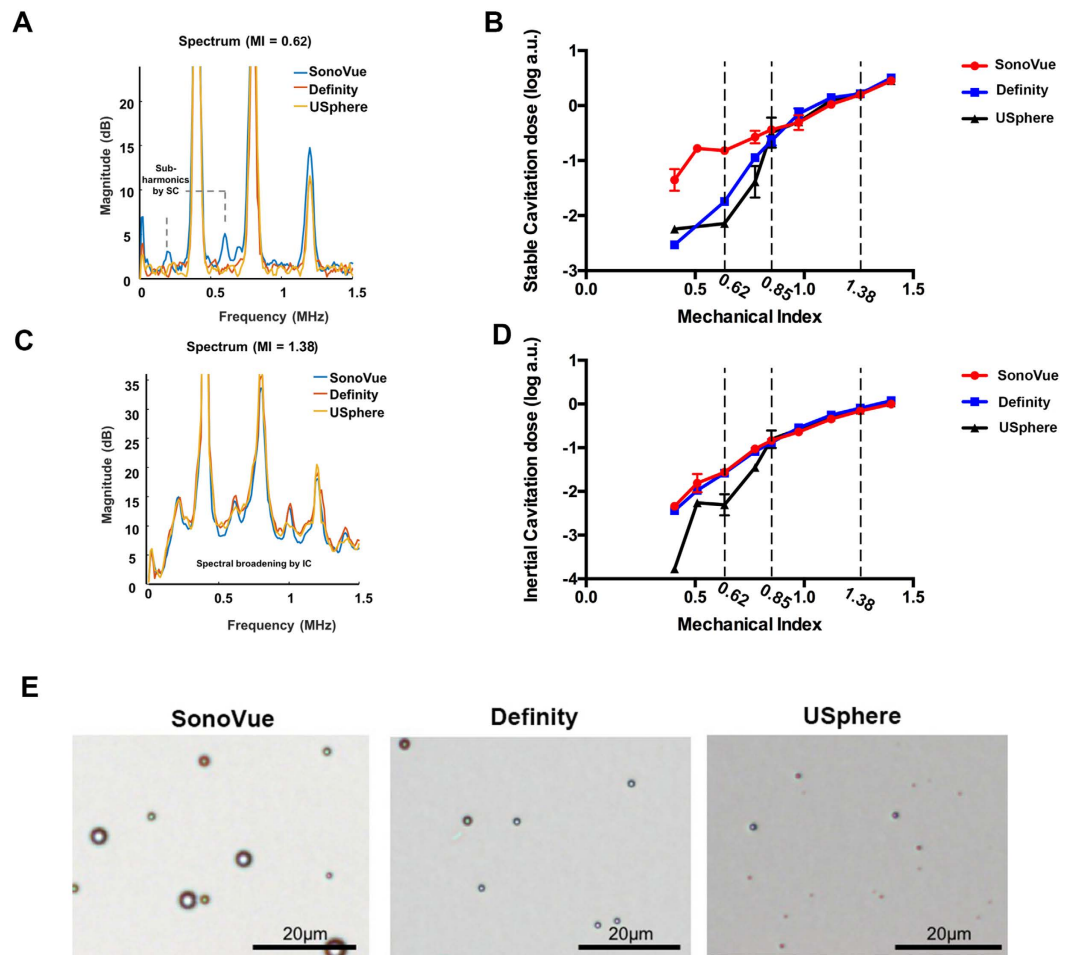 A
Spectrum (MI = 0.62)
SonoVue
Definity
USphere
Magnitude (dB)
20
15
10
5
0
Sub-
harmonics
by SC
0
0.5
1
1.5
Frequency (MHz)
B
Stable Cavitation dose (log a.u.)
1
0
-1
-2
-3
0.0
0.5
0.62
0.85
1.0
1.38
1.5
Mechanical Index
SonoVue
Definity
USphere
C
Spectrum (MI = 1.38)
SonoVue
Definity
USphere
Magnitude (dB)
35
30
25
20
15
10
5
0
Spectral broadening by IC
0
0.5
1
1.5
Frequency (MHz)
D
Inertial Cavitation dose (log a.u.)
1
0
-1
-2
-3
-4
0.0
0.5
0.62
0.85
1.0
1.38
1.5
Mechanical Index
SonoVue
Definity
USphere
E
SonoVue
Definity
USphere
20μm
20μm
20μm